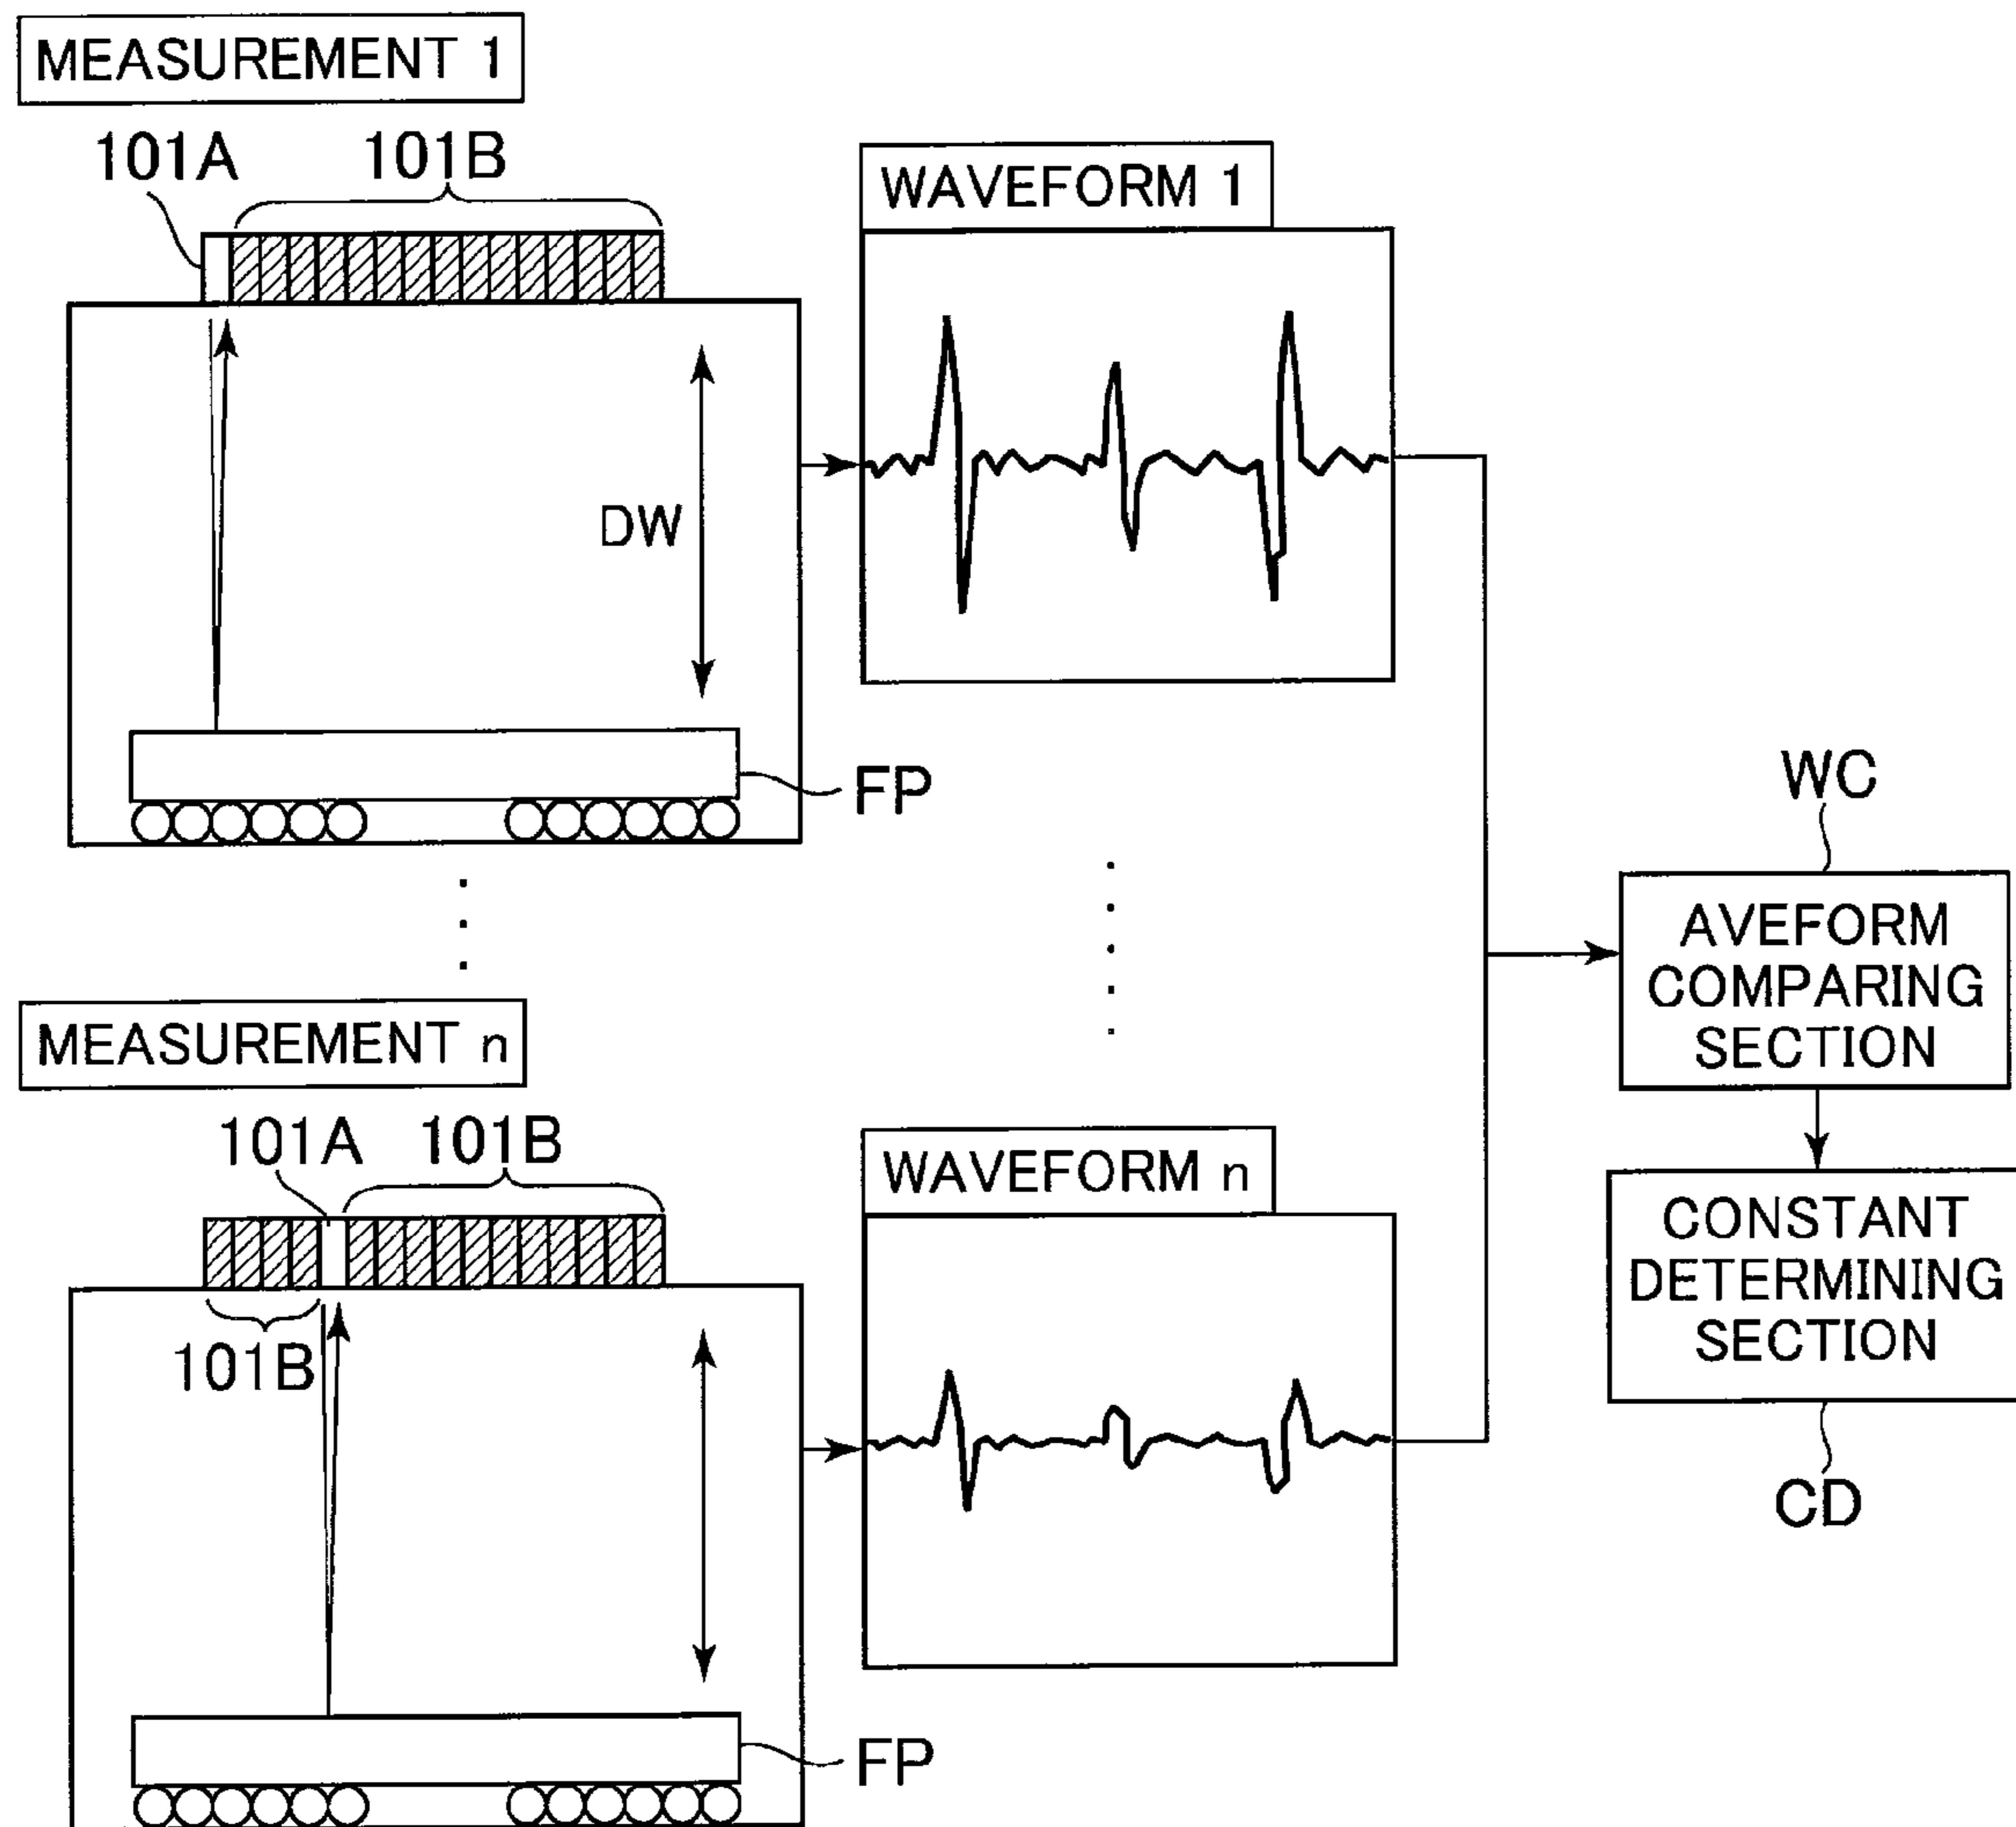 MEASUREMENT 1
101A
101B
WAVEFORM 1
DW
FP
WC
AVEFORM
COMPARING
SECTION
MEASUREMENT n
101A
101B
WAVEFORM n
CONSTANT
DETERMINING
SECTION
101B
CD
FP